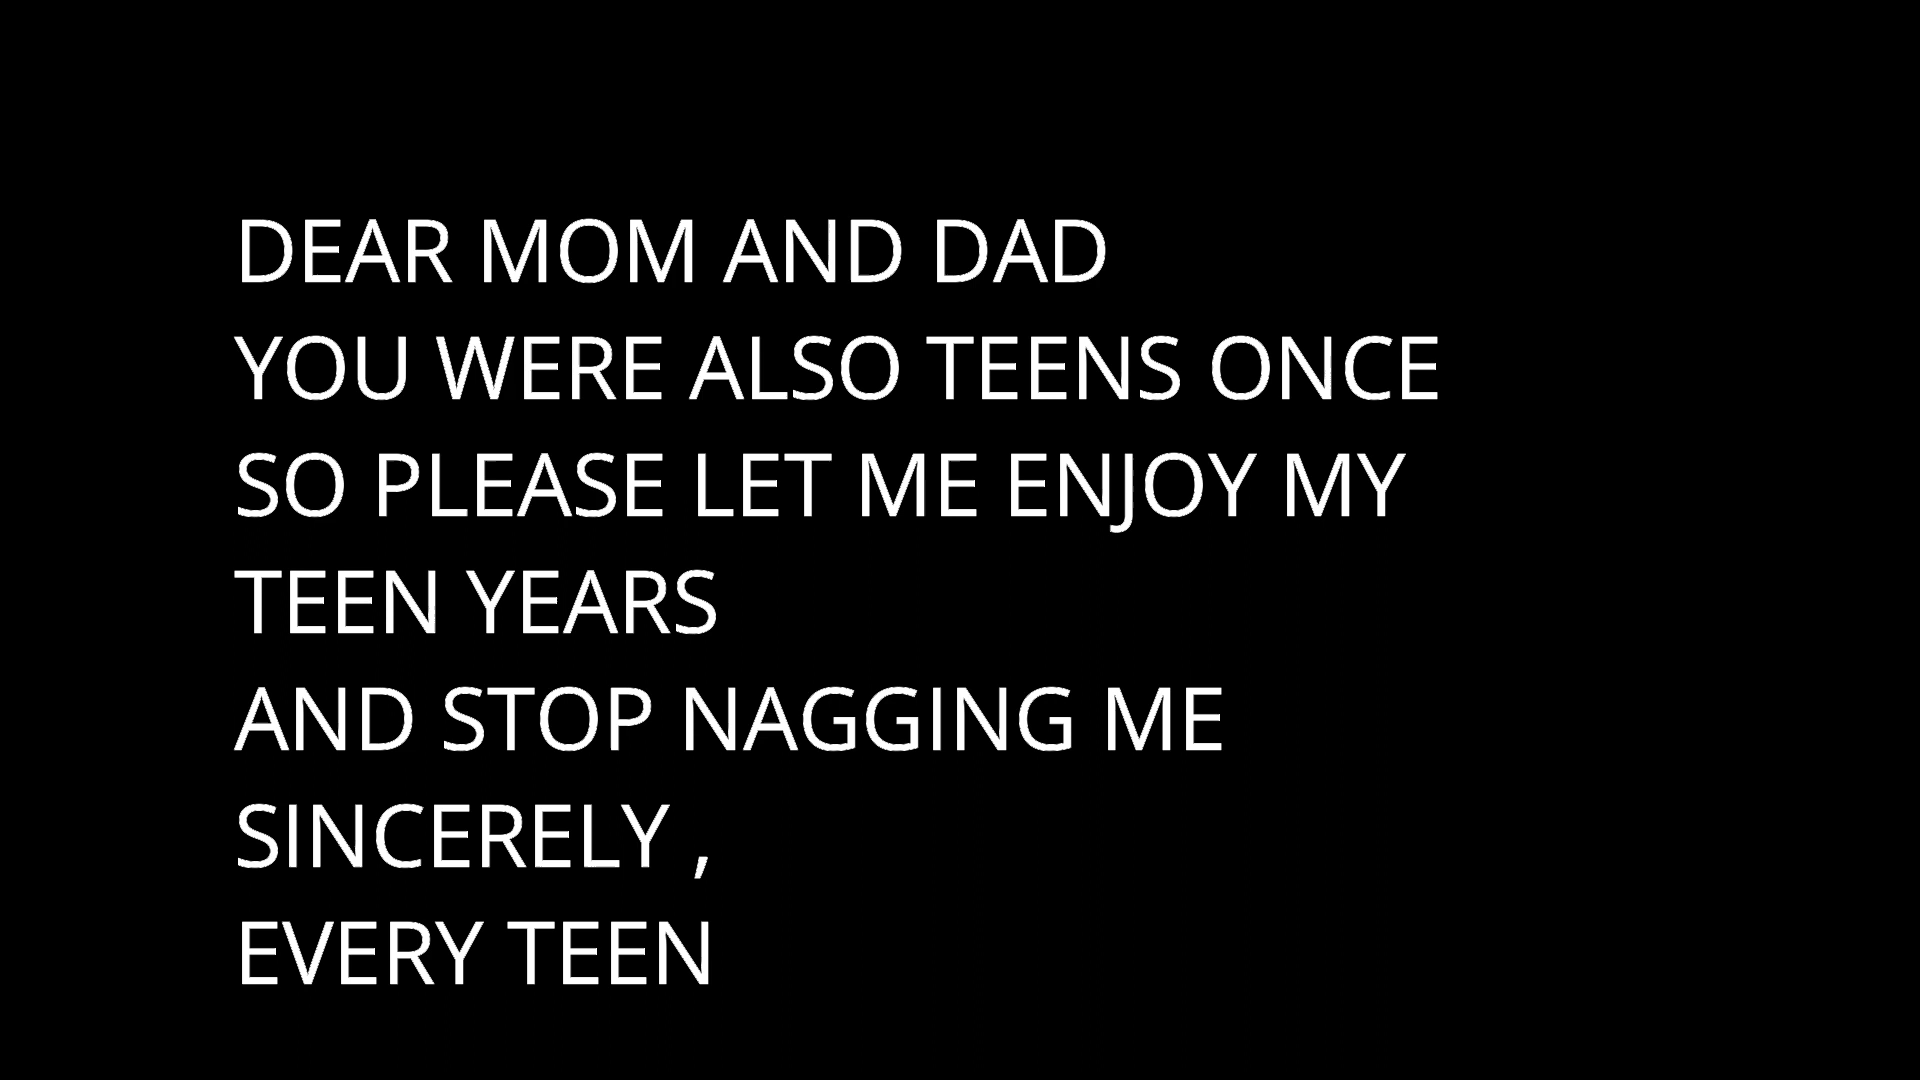 DEAR MOM AND DAD
YOU WERE ALSO TEENS ONCE
SO PLEASE LET ME ENJOY MY
TEEN YEARS
AND STOP NAGGING ME
SINCERELY ,
EVERY TEEN